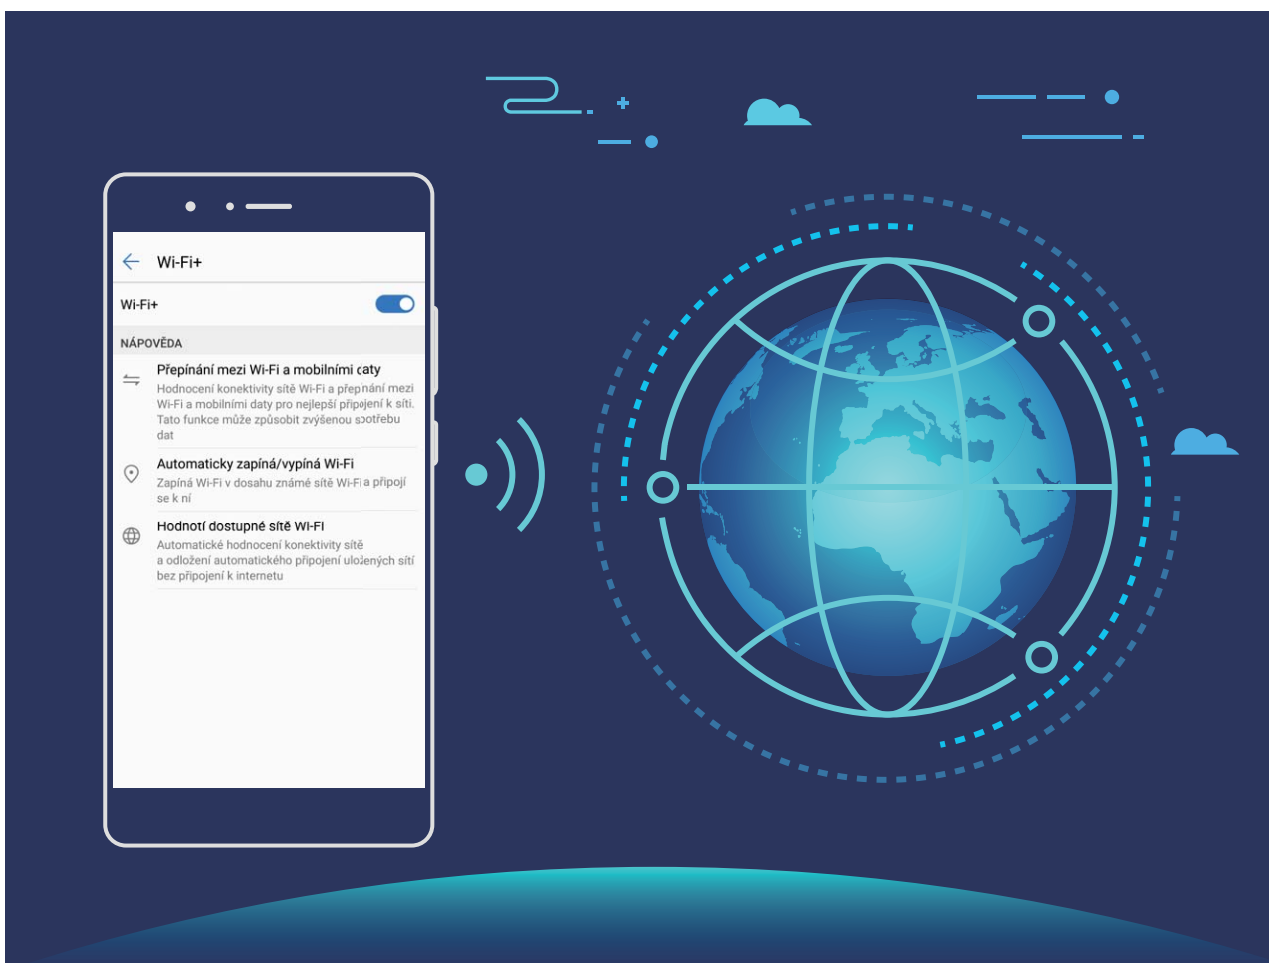 Wi-Fi+
Wi-Fi+
NÁPOVĚDA
Přepínání mezi Wi-Fi a mobilními daty
Hodnocení konektivity sítě Wi-Fi a přepínání mezi
Wi-Fi a mobilními daty pro nejlepší připojení k síti.
Tato funkce může způsobit zvýšenou spotřebu
dat
Automaticky zapíná/vypíná Wi-Fi
Zapíná Wi-Fi v dosahu známé sítě Wi-Fi a připojí
se k ní
Hodnotí dostupné sítě Wi-Fi
Automatické hodnocení konektivity sítě
a odložení automatického připojení uložených sítí
bez připojení k internetu